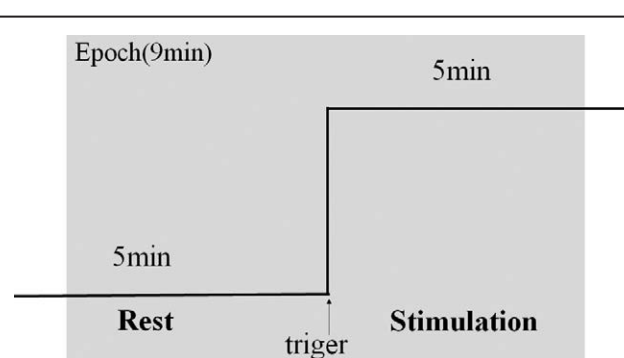 Epoch(9min)
5min
5min
Rest
Stimulation
triger